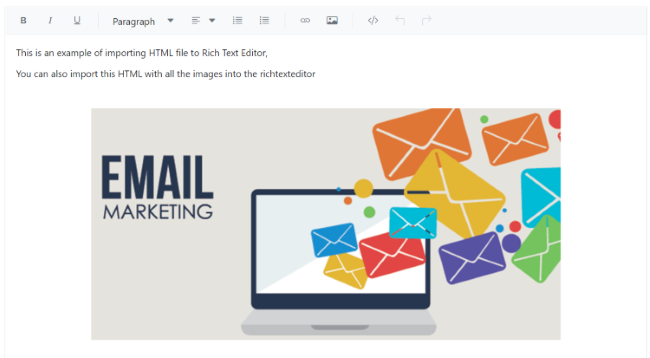 B I U Paragraph
This is an example of importing HTML file to Rich Text Editor,
You can also import this HTML with all the images into the richtexteditor
EMAIL
MARKETING